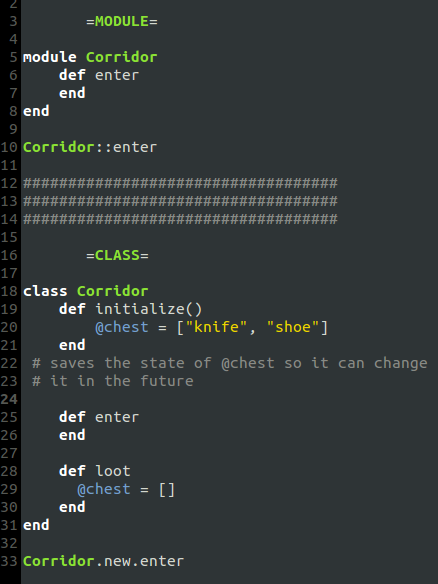 2
3 =MODULE=
4
5 module Corridor
6 def enter
7 end
8 end
9
10 Corridor::enter
11
12 ###################################
13 ###################################
14 ###################################
15
16 =CLASS=
17
18 class Corridor
19 def initialize()
20 @chest = ["knife", "shoe"]
21 end
22 # saves the state of @chest so it can change
23 # it in the future
24
25 def enter
26 end
27
28 def loot
29 @chest = []
30 end
31 end
32
33 Corridor.new.enter